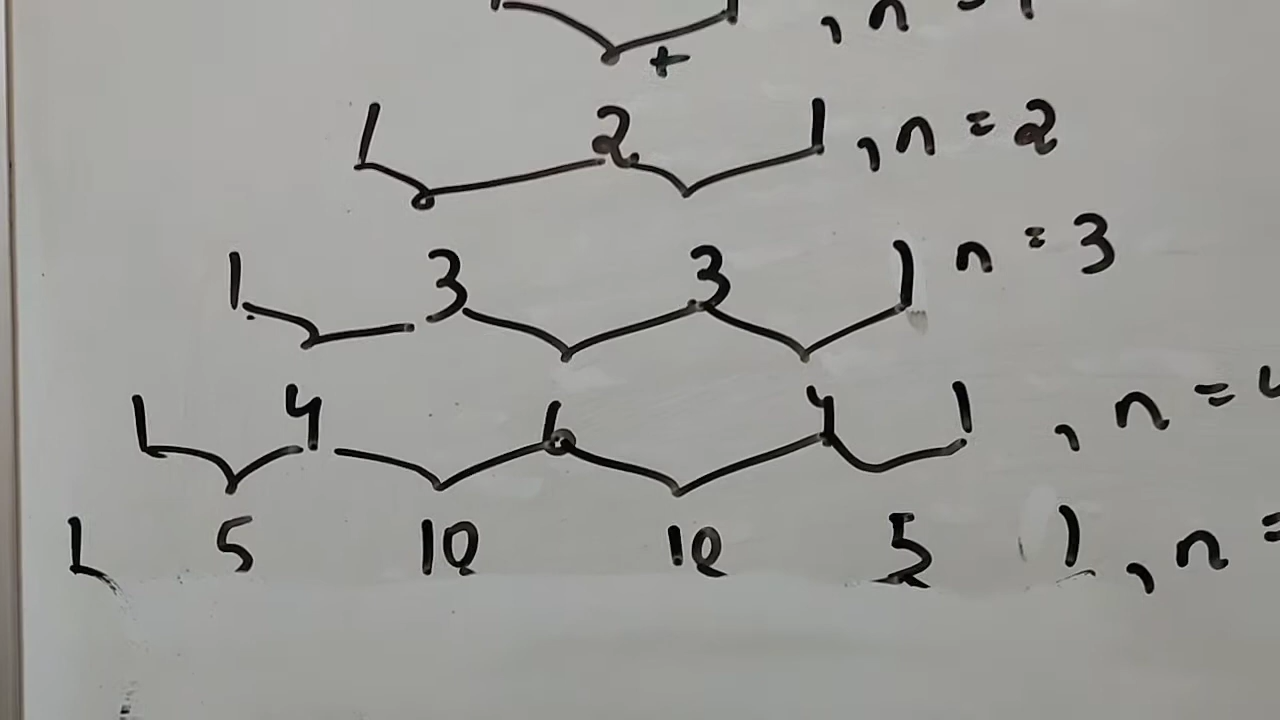 , n = 1
+
1 2 1 , n = 2
1 3 3 1 n = 3
1 4 6 4 1 , n = 4
1 5 10 10 5 1 , n =